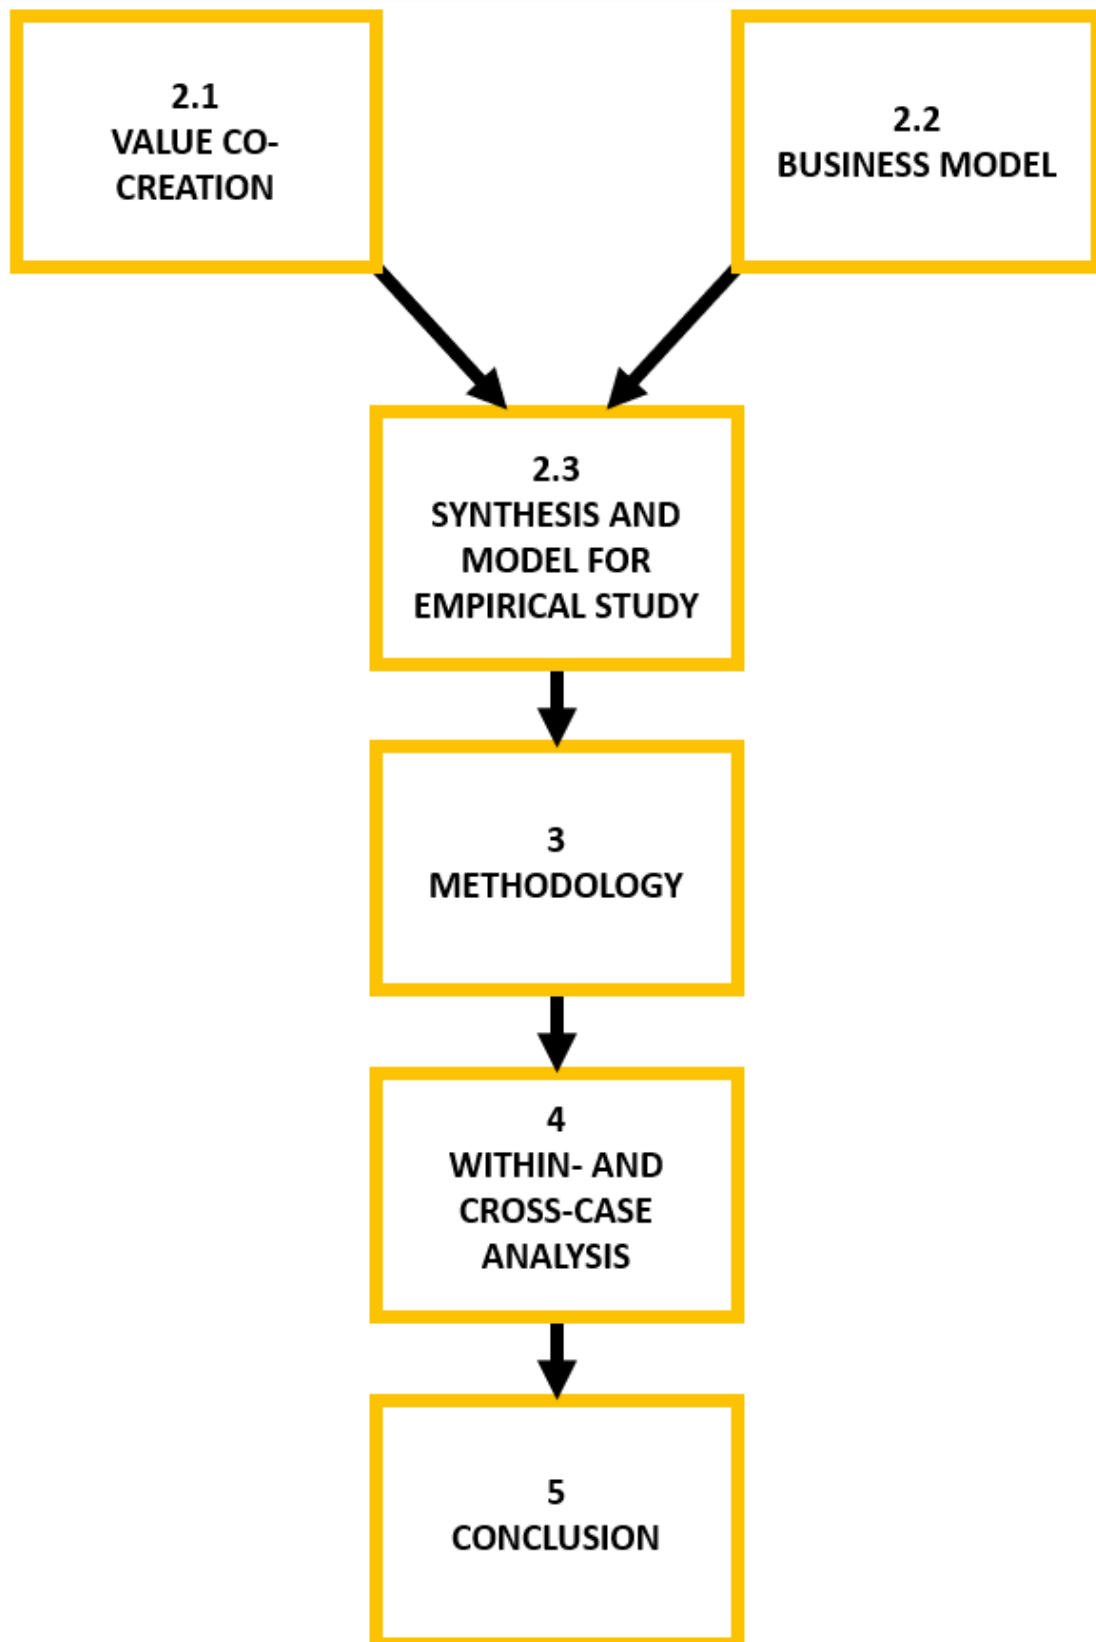 2.1
VALUE CO-
CREATION
2.2
BUSINESS MODEL
2.3
SYNTHESIS AND
MODEL FOR
EMPIRICAL STUDY
3
METHODOLOGY
4
WITHIN- AND
CROSS-CASE
ANALYSIS
5
CONCLUSION